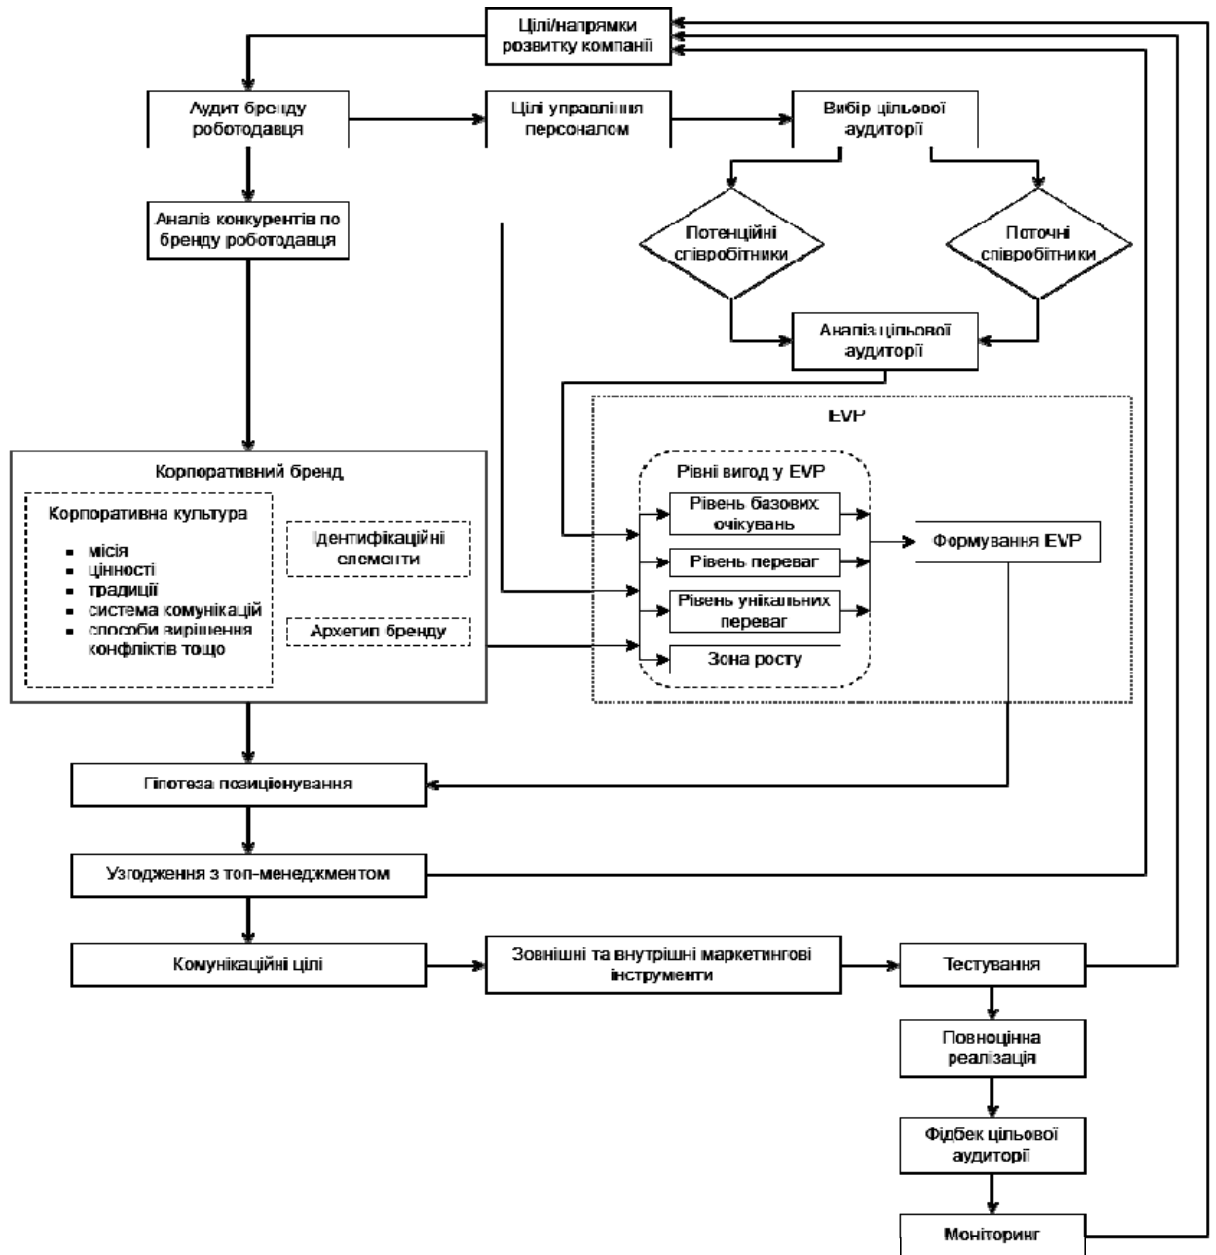 Цілі/напрямки
розвитку компанії
Аудит бренду
роботодавця
Цілі управління
персоналом
Вибір цільової
аудиторії
Аналіз конкурентів по
бренду роботодавця
Потенційні
співробітники
Поточні
співробітники
Аналіз цільової
аудиторії
EVP
Корпоративний бренд
Корпоративна культура
▪ місія
▪ цінності
▪ традиції
▪ система комунікацій
▪ способи вирішення
конфліктів тощо
Ідентифікаційні
елементи
Архетип бренду
Рівні вигод у EVP
Рівень базових
очікувань
Рівень переваг
Рівень унікальних
переваг
Зона росту
Формування EVP
Гіпотеза позиціонування
Узгодження з топ-менеджментом
Комунікаційні цілі
Зовнішні та внутрішні маркетингові
інструменти
Тестування
Повноцінна
реалізація
Фідбек цільової
аудиторії
Моніторинг